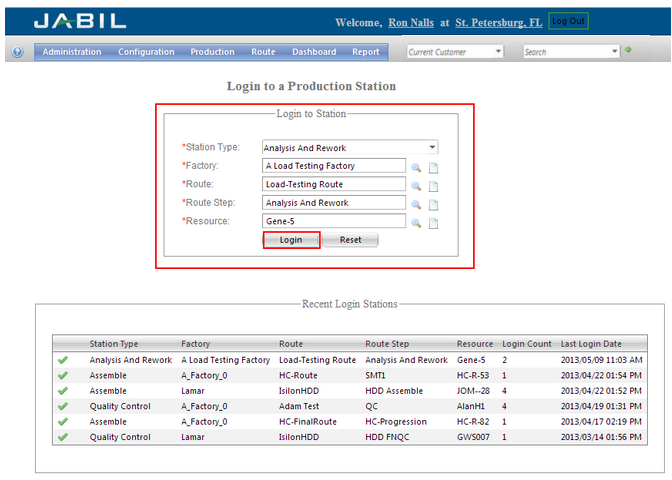 JABIL
Welcome, Ron Nalls at St. Petersburg, FL Log Out
? Administration Configuration Production Route Dashboard Report Current Customer Search
Login to a Production Station
Login to Station
*Station Type: Analysis And Rework
*Factory: A Load Testing Factory
*Route: Load-Testing Route
*Route Step: Analysis And Rework
*Resource: Gene-5
Login Reset
Recent Login Stations
Station Type Factory Route Route Step Resource Login Count Last Login Date
Analysis And Rework A Load Testing Factory Load-Testing Route Analysis And Rework Gene-5 2 2013/05/09 11:03 AM
Assemble A_Factory_0 HC-Route SMT1 HC-R-53 1 2013/04/22 01:54 PM
Assemble Lamar IsilonHDD HDD Assemble JOM--28 4 2013/04/22 01:52 PM
Quality Control A_Factory_0 Adam Test QC AlanH1 4 2013/04/19 01:31 PM
Assemble A_Factory_0 HC-FinalRoute HC-Progression HC-R-82 1 2013/04/17 02:19 PM
Quality Control Lamar IsilonHDD HDD FNQC GWS007 1 2013/03/14 01:56 PM